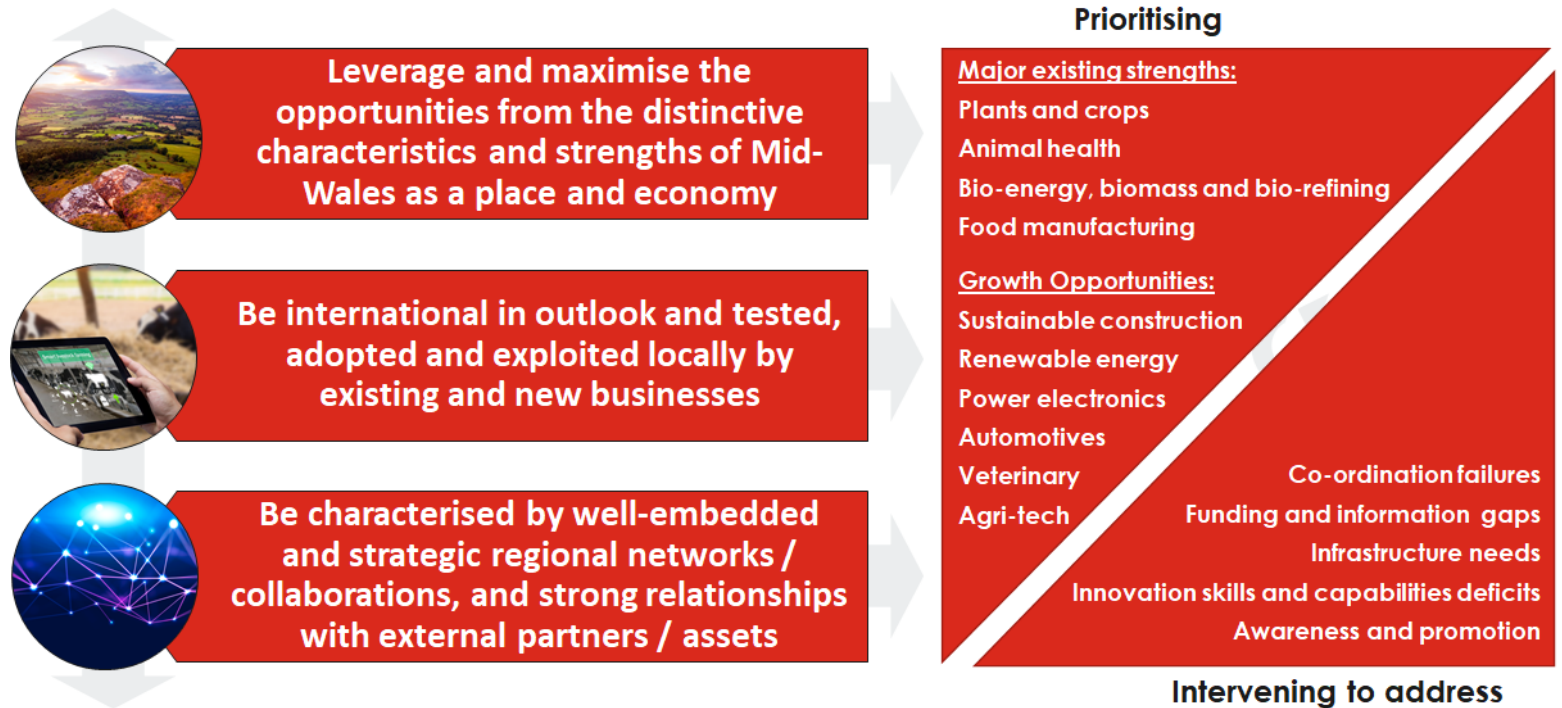 Leverage and maximise the
opportunities from the distinctive
characteristics and strengths of Mid-
Wales as a place and economy
Be international in outlook and tested,
adopted and exploited locally by
existing and new businesses
Be characterised by well-embedded
and strategic regional networks /
collaborations, and strong relationships
with external partners / assets
Prioritising
Major existing strengths:
Plants and crops
Animal health
Bio-energy, biomass and bio-refining
Food manufacturing
Growth Opportunities:
Sustainable construction
Renewable energy
Power electronics
Automotives
Veterinary
Agri-tech
Co-ordination failures
Funding and information gaps
Infrastructure needs
Innovation skills and capabilities deficits
Awareness and promotion
Intervening to address